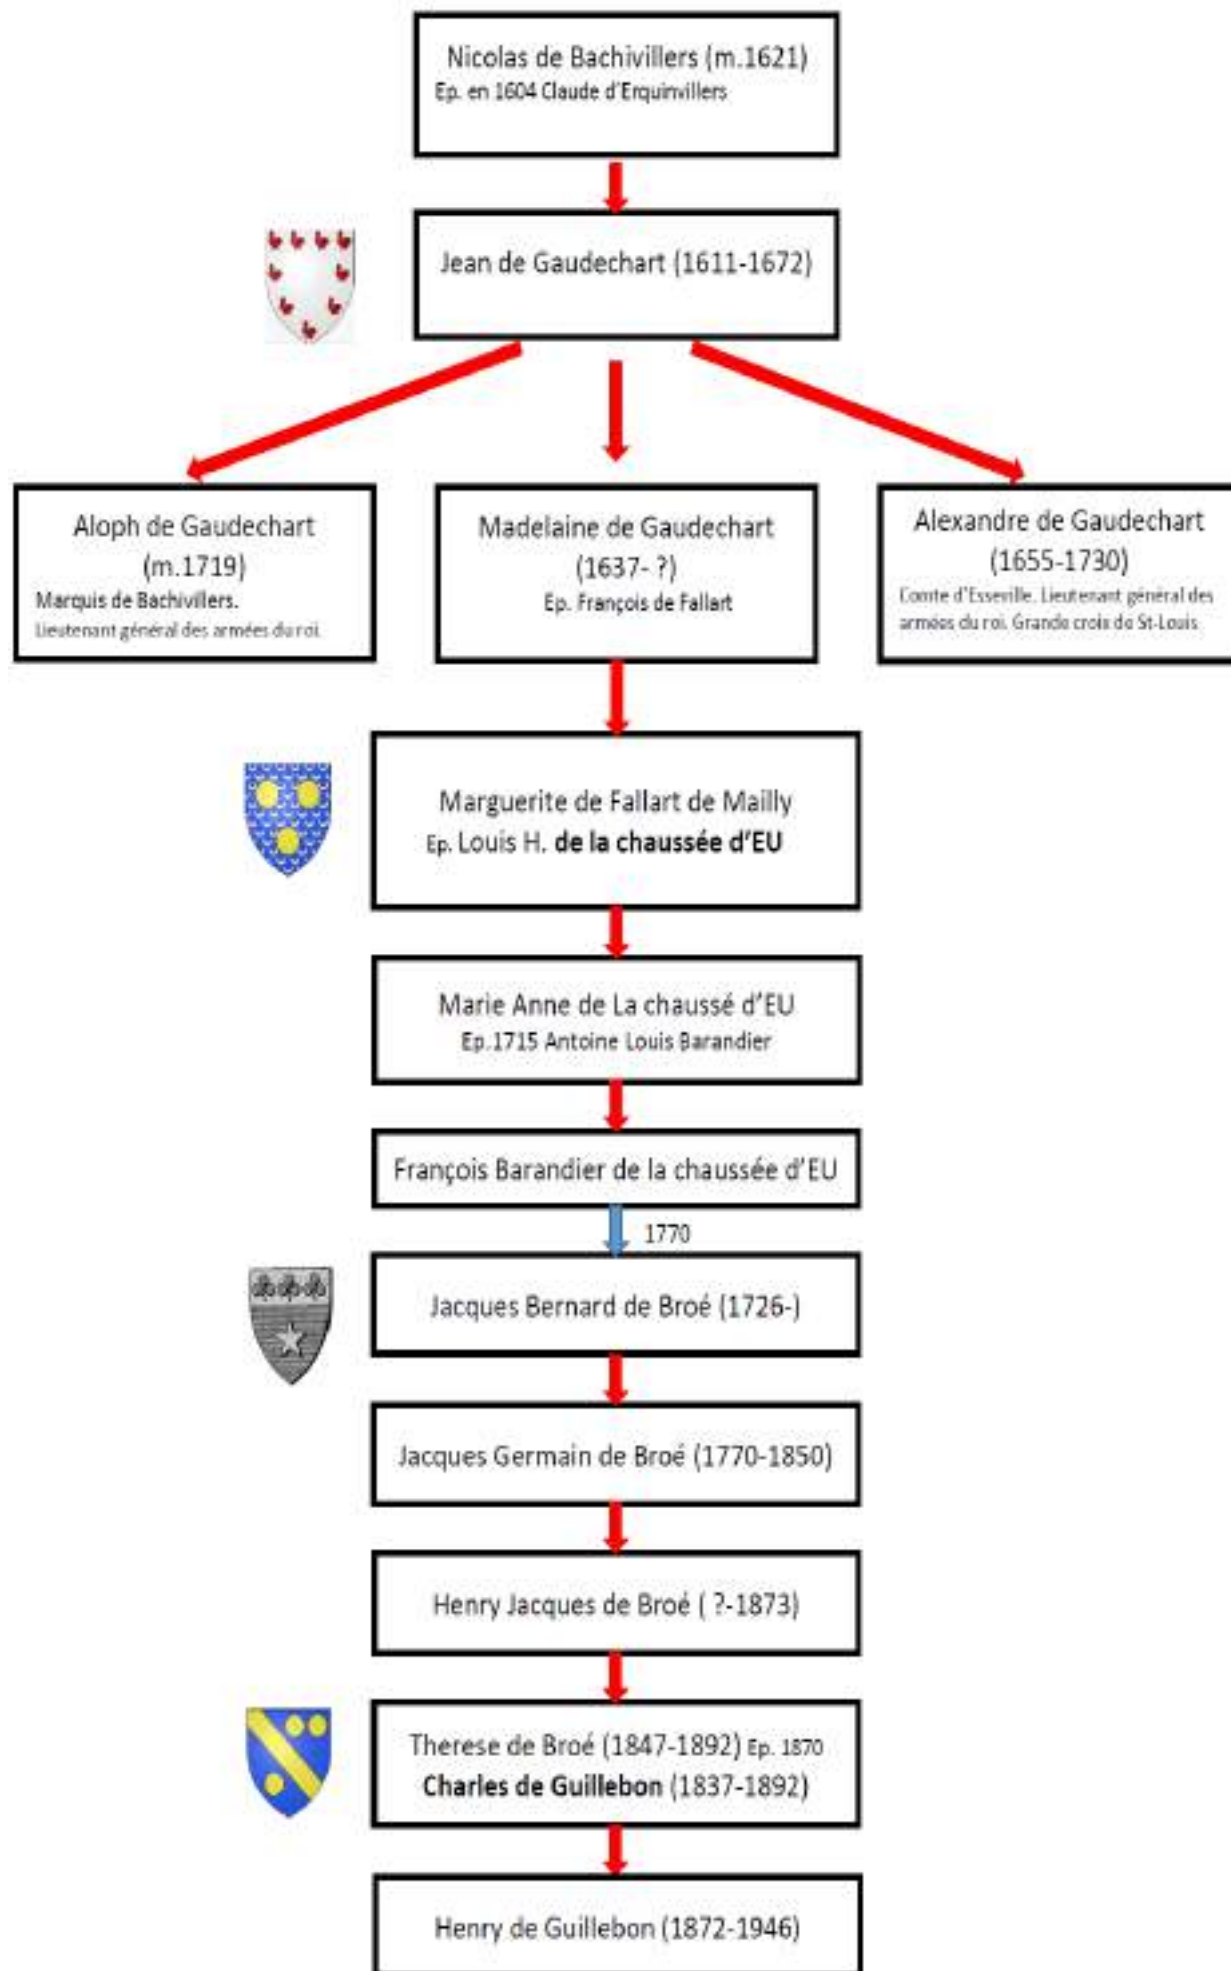 Nicolas de Bachivillers (m.1621)
Ep. en 1604 Claude d'Erquinvillers
Jean de Gaudechart (1611-1672)
Aloph de Gaudechart
(m.1719)
Marquis de Bachivillers.
Lieutenant général des armées du roi.
Madelaine de Gaudechart
(1637- ?)
Ep. François de Fallart
Alexandre de Gaudechart
(1655-1730)
Comte d'Esseville. Lieutenant général des
armées du roi. Grande croix de St-Louis
Marguerite de Fallart de Mailly
Ep. Louis H. de la chaussée d'EU
Marie Anne de La chaussé d'EU
Ep.1715 Antoine Louis Barandier
François Barandier de la chaussée d'EU
1770
Jacques Bernard de Broé (1726-)
Jacques Germain de Broé (1770-1850)
Henry Jacques de Broé ( ?-1873)
Therese de Broé (1847-1892) Ep. 1870
Charles de Guillebon (1837-1892)
Henry de Guillebon (1872-1946)